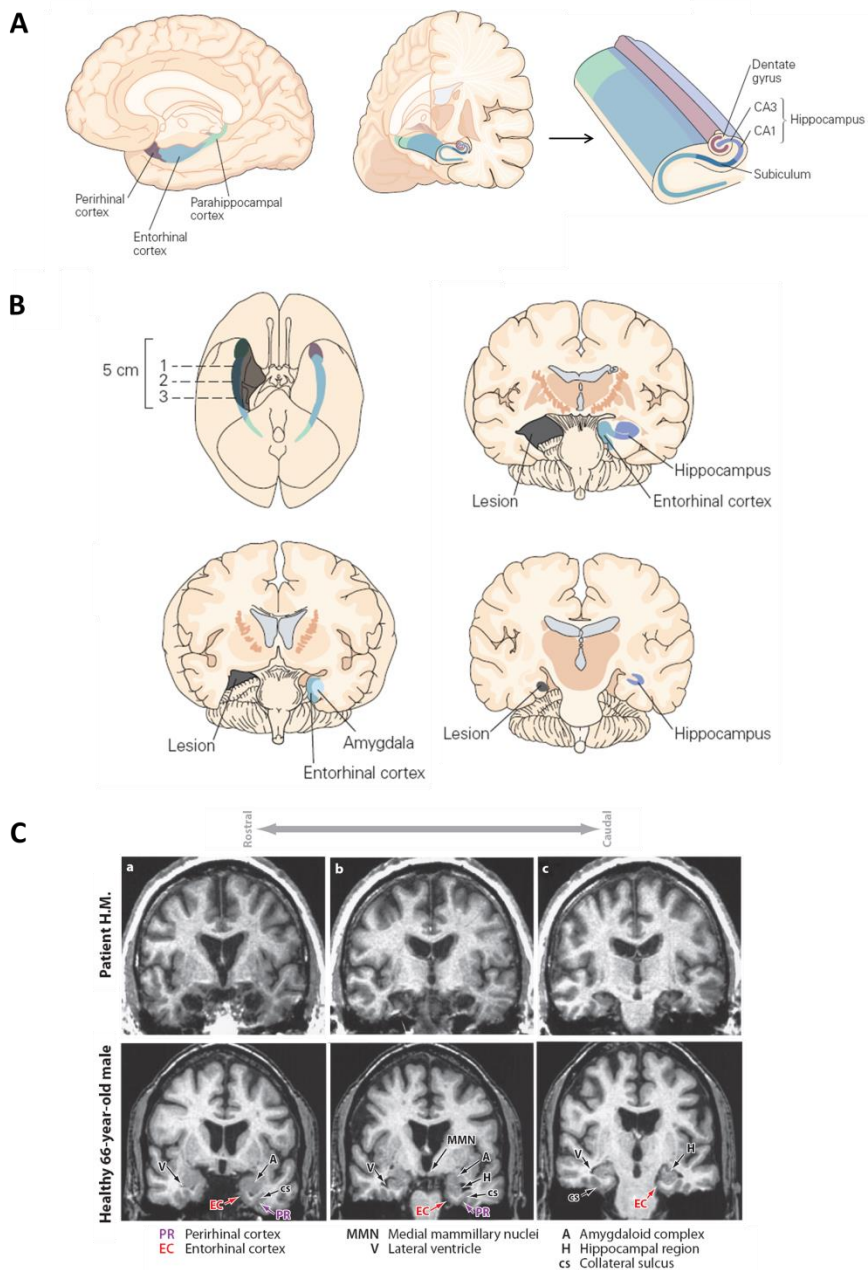 A
Dentate
gyrus
CA3
CA1
Hippocampus
Subiculum
Perirhinal
cortex
Entorhinal
cortex
Parahippocampal
cortex
B
5 cm
1
2
3
Lesion
Hippocampus
Entorhinal cortex
Lesion
Amygdala
Entorhinal cortex
Lesion
Hippocampus
C
Rostral
Caudal
Patient H.M.
a
b
c
Healthy 66-year-old male
V
A
cs
EC
PR
V
MMN
A
H
cs
EC
PR
V
cs
H
EC
PR Perirhinal cortex
EC Entorhinal cortex
MMN Medial mammillary nuclei
V Lateral ventricle
A Amygdaloid complex
H Hippocampal region
cs Collateral sulcus